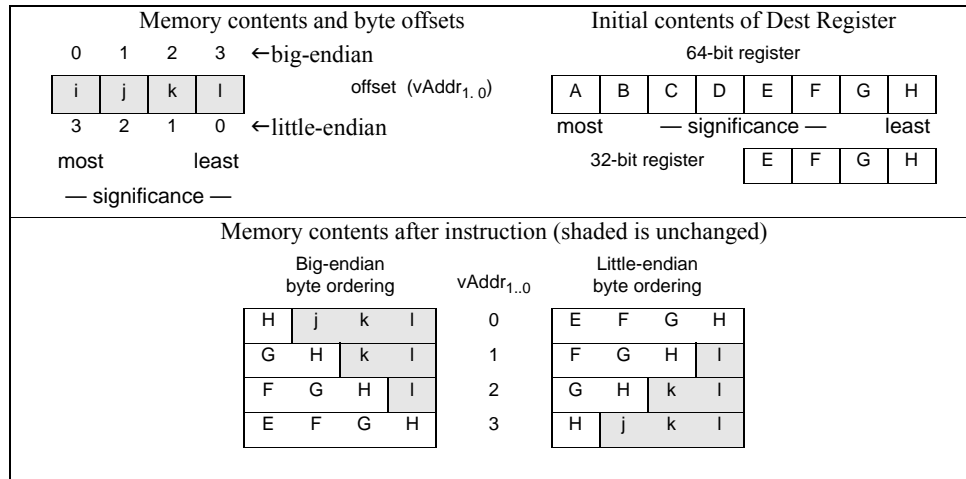 Memory contents and byte offsets
0 1 2 3 ←big-endian
i j k l
offset (vAddr1. 0)
3 2 1 0 ←little-endian
most least
— significance —
Initial contents of Dest Register
64-bit register
A B C D E F G H
most — significance — least
32-bit register E F G H
Memory contents after instruction (shaded is unchanged)
Big-endian
byte ordering
vAddr1..0
Little-endian
byte ordering
H j k l 0 E F G H
G H k l 1 F G H l
F G H l 2 G H k l
E F G H 3 H j k l